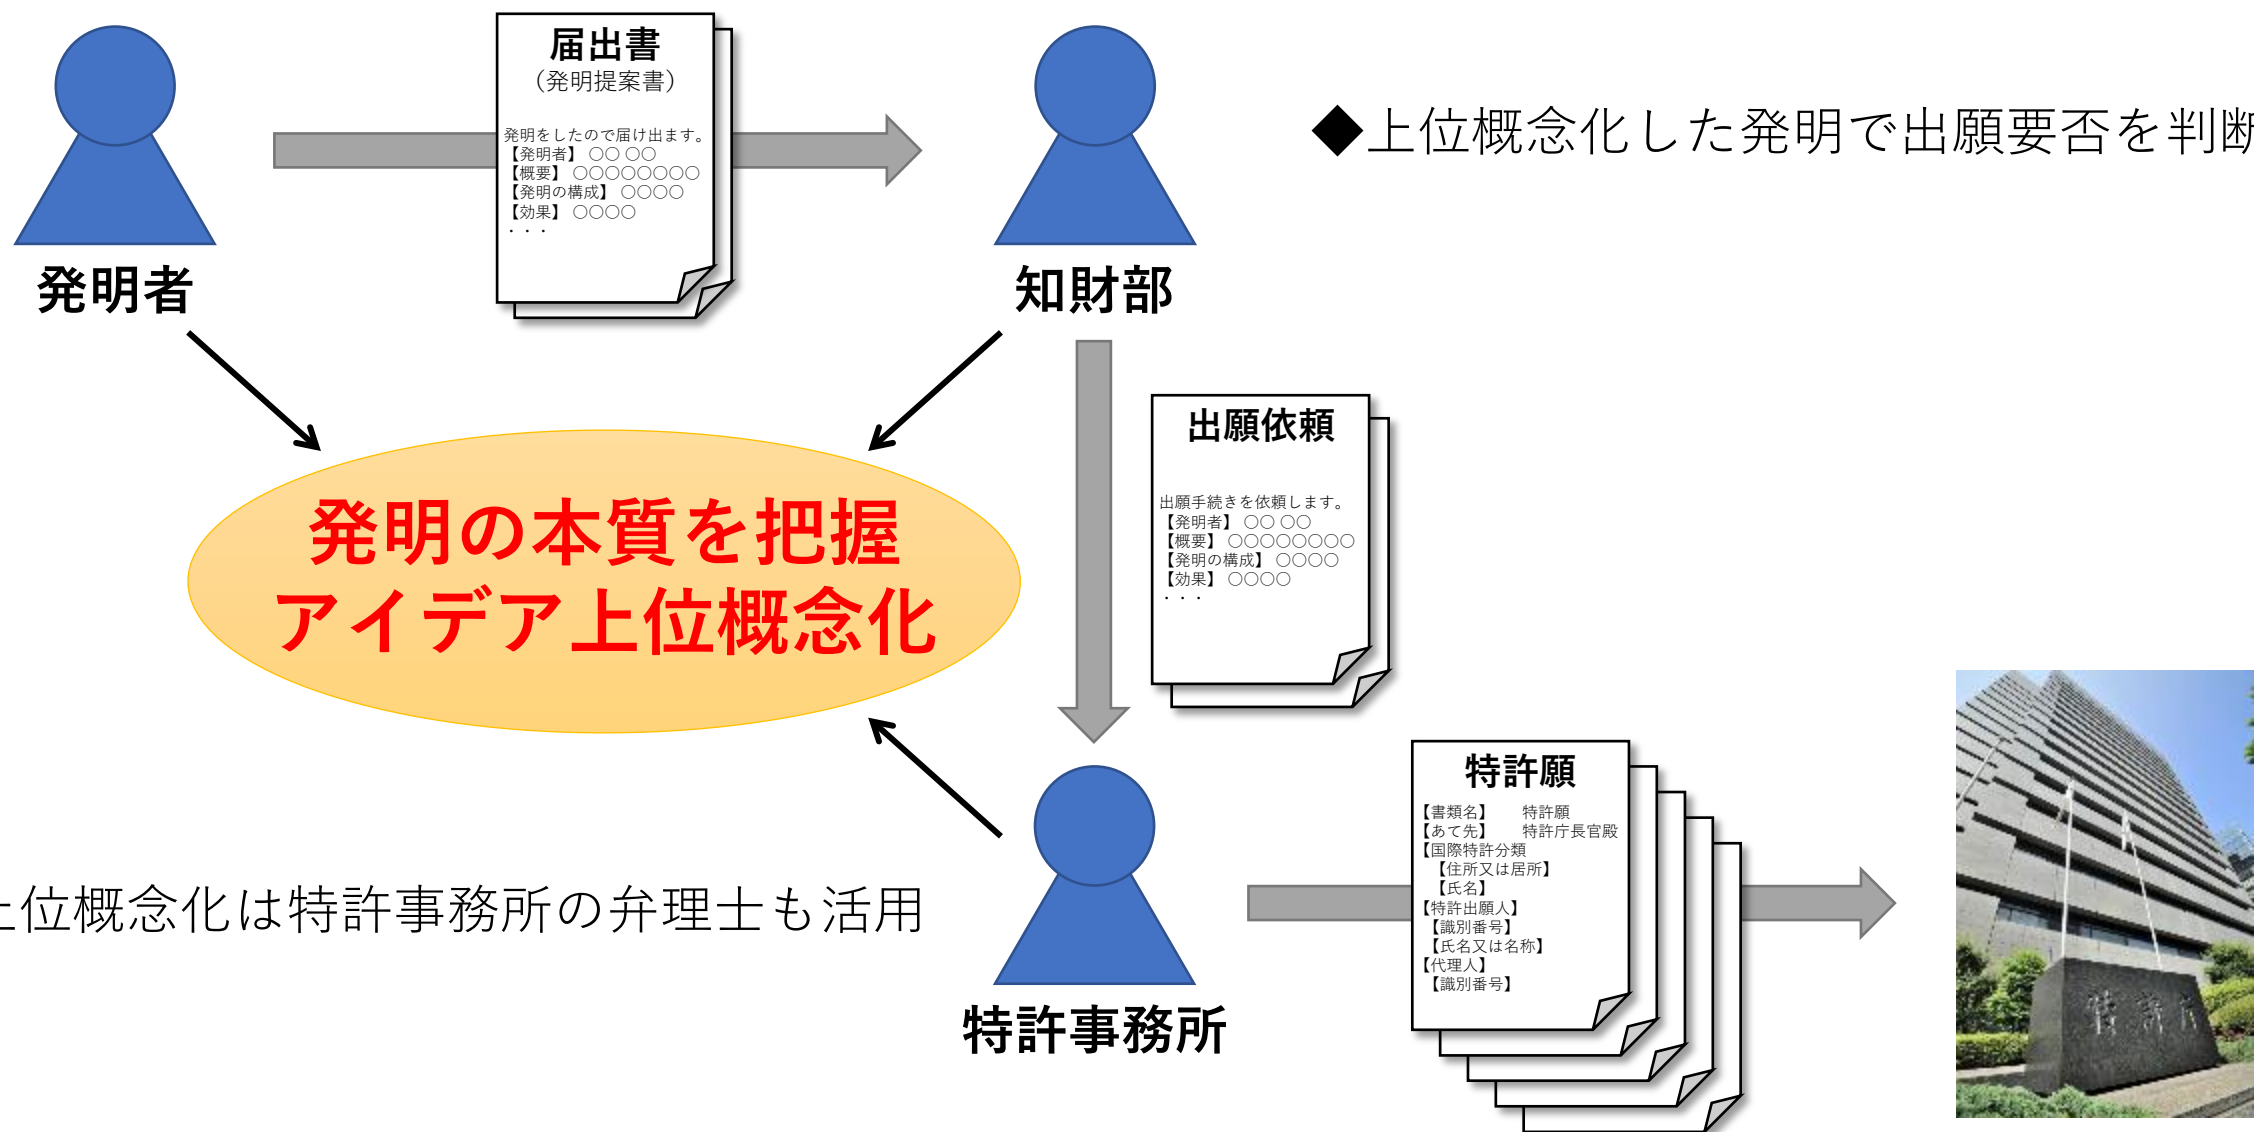 届出書
（発明提案書）
発明をしたので届け出ます。
【発明者】 〇〇 〇〇
【概要】 〇〇〇〇〇〇〇〇
【発明の構成】 〇〇〇〇
【効果】 〇〇〇〇
・・・
◆上位概念化した発明で出願要否を判断
発明者
知財部
出願依頼
出願手続きを依頼します。
【発明者】 〇〇 〇〇
【概要】 〇〇〇〇〇〇〇〇
【発明の構成】 〇〇〇〇
【効果】 〇〇〇〇
・・・
発明の本質を把握
アイデア上位概念化
特許願
【書類名】 特許願
【あて先】 特許庁長官殿
【国際特許分類
【住所又は居所】
【氏名】
【特許出願人】
【識別番号】
【氏名又は名称】
【代理人】
【識別番号】
上位概念化は特許事務所の弁理士も活用
特許事務所
特許庁